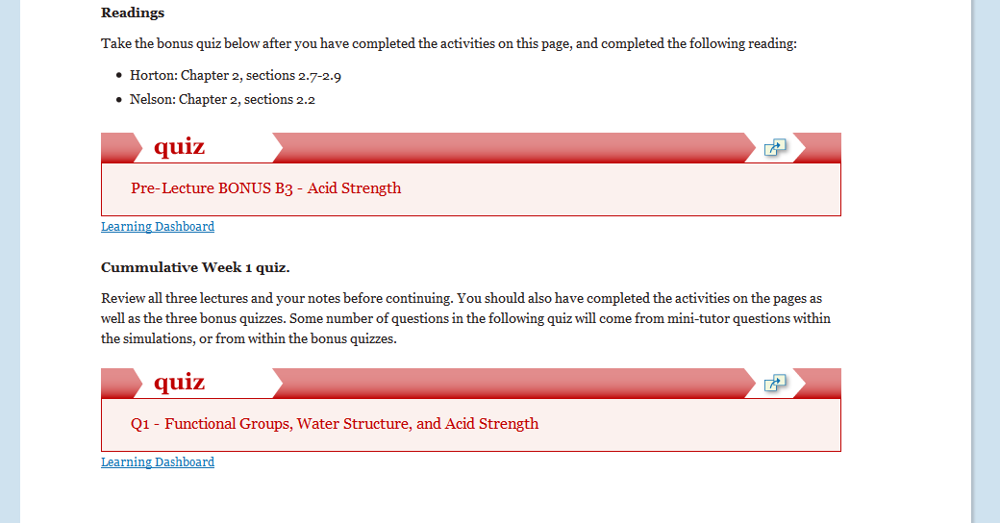 Readings
Take the bonus quiz below after you have completed the activities on this page, and completed the following reading:
• Horton: Chapter 2, sections 2.7-2.9
• Nelson: Chapter 2, sections 2.2
quiz
Pre-Lecture BONUS B3 - Acid Strength
Learning Dashboard
Cummulative Week 1 quiz.
Review all three lectures and your notes before continuing. You should also have completed the activities on the pages as
well as the three bonus quizzes. Some number of questions in the following quiz will come from mini-tutor questions within
the simulations, or from within the bonus quizzes.
quiz
Q1 - Functional Groups, Water Structure, and Acid Strength
Learning Dashboard